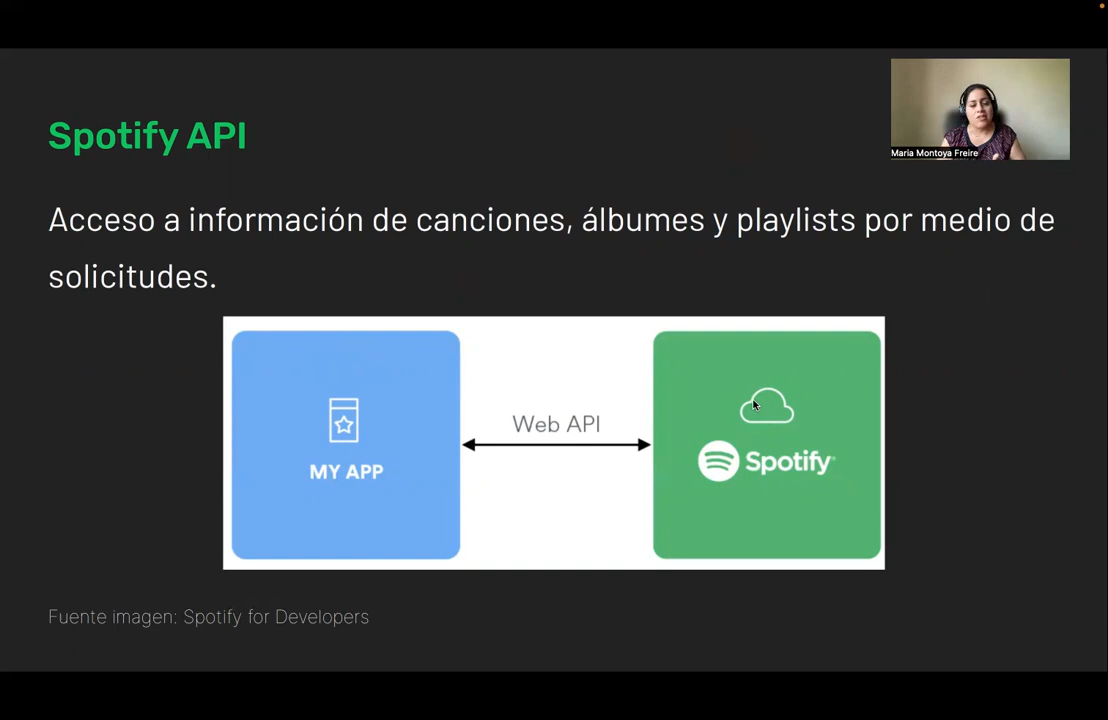 Maria Montoya Freire
Spotify API
Acceso a información de canciones, álbumes y playlists por medio de
solicitudes.
Web API
MY APP
Spotify
Fuente imagen: Spotify for Developers